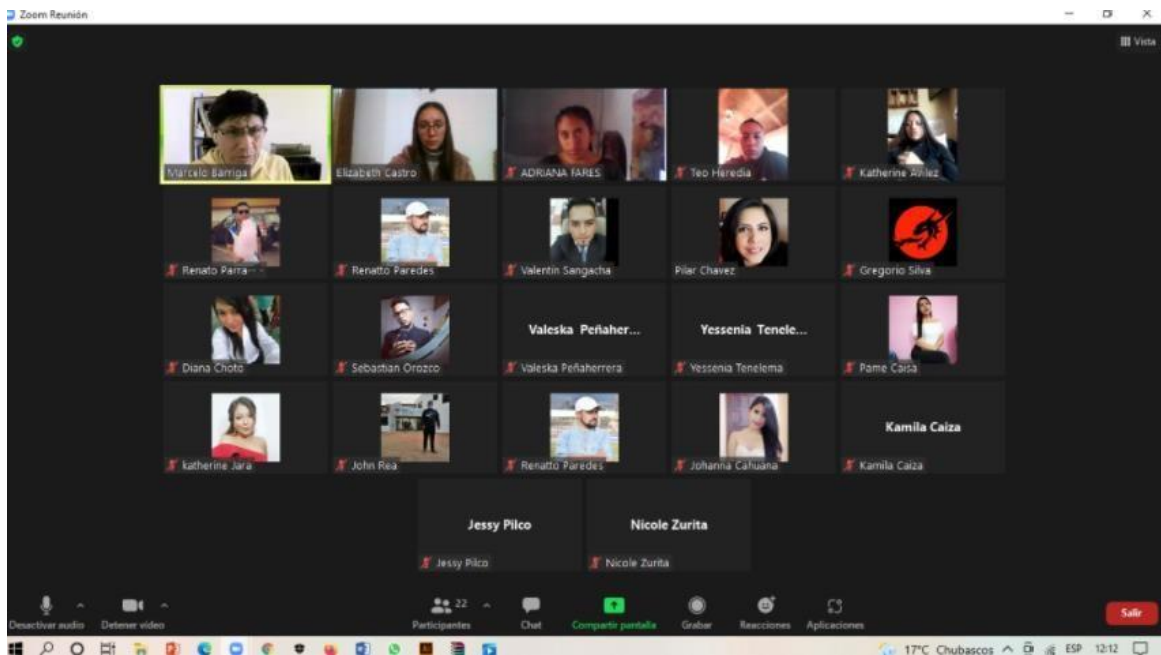 Zoom Reunión
Vista
Marcelo Barriga
Elizabeth Castro
ADRIANA FARES
Teo Heredia
Katherine Avilez
Renato Parra
Renatto Paredes
Valentin Sangacha
Pilar Chavez
Gregorio Silva
Diana Choto
Sebastian Orozco
Valeska Peñaher...
Valeska Peñaherrera
Yessenia Tenele...
Yessenia Tenelema
Pame Caisa
katherine Jara
John Rea
Renatto Paredes
Johanna Cahuana
Kamila Caiza
Kamila Caiza
Jessy Pilco
Jessy Pilco
Nicole Zurita
Nicole Zurita
Desactivar audio
Detener video
22
Participantes
Chat
Compartir pantalla
Grabar
Reacciones
Aplicaciones
Salir
17°C Chubascos
ESP
12:12